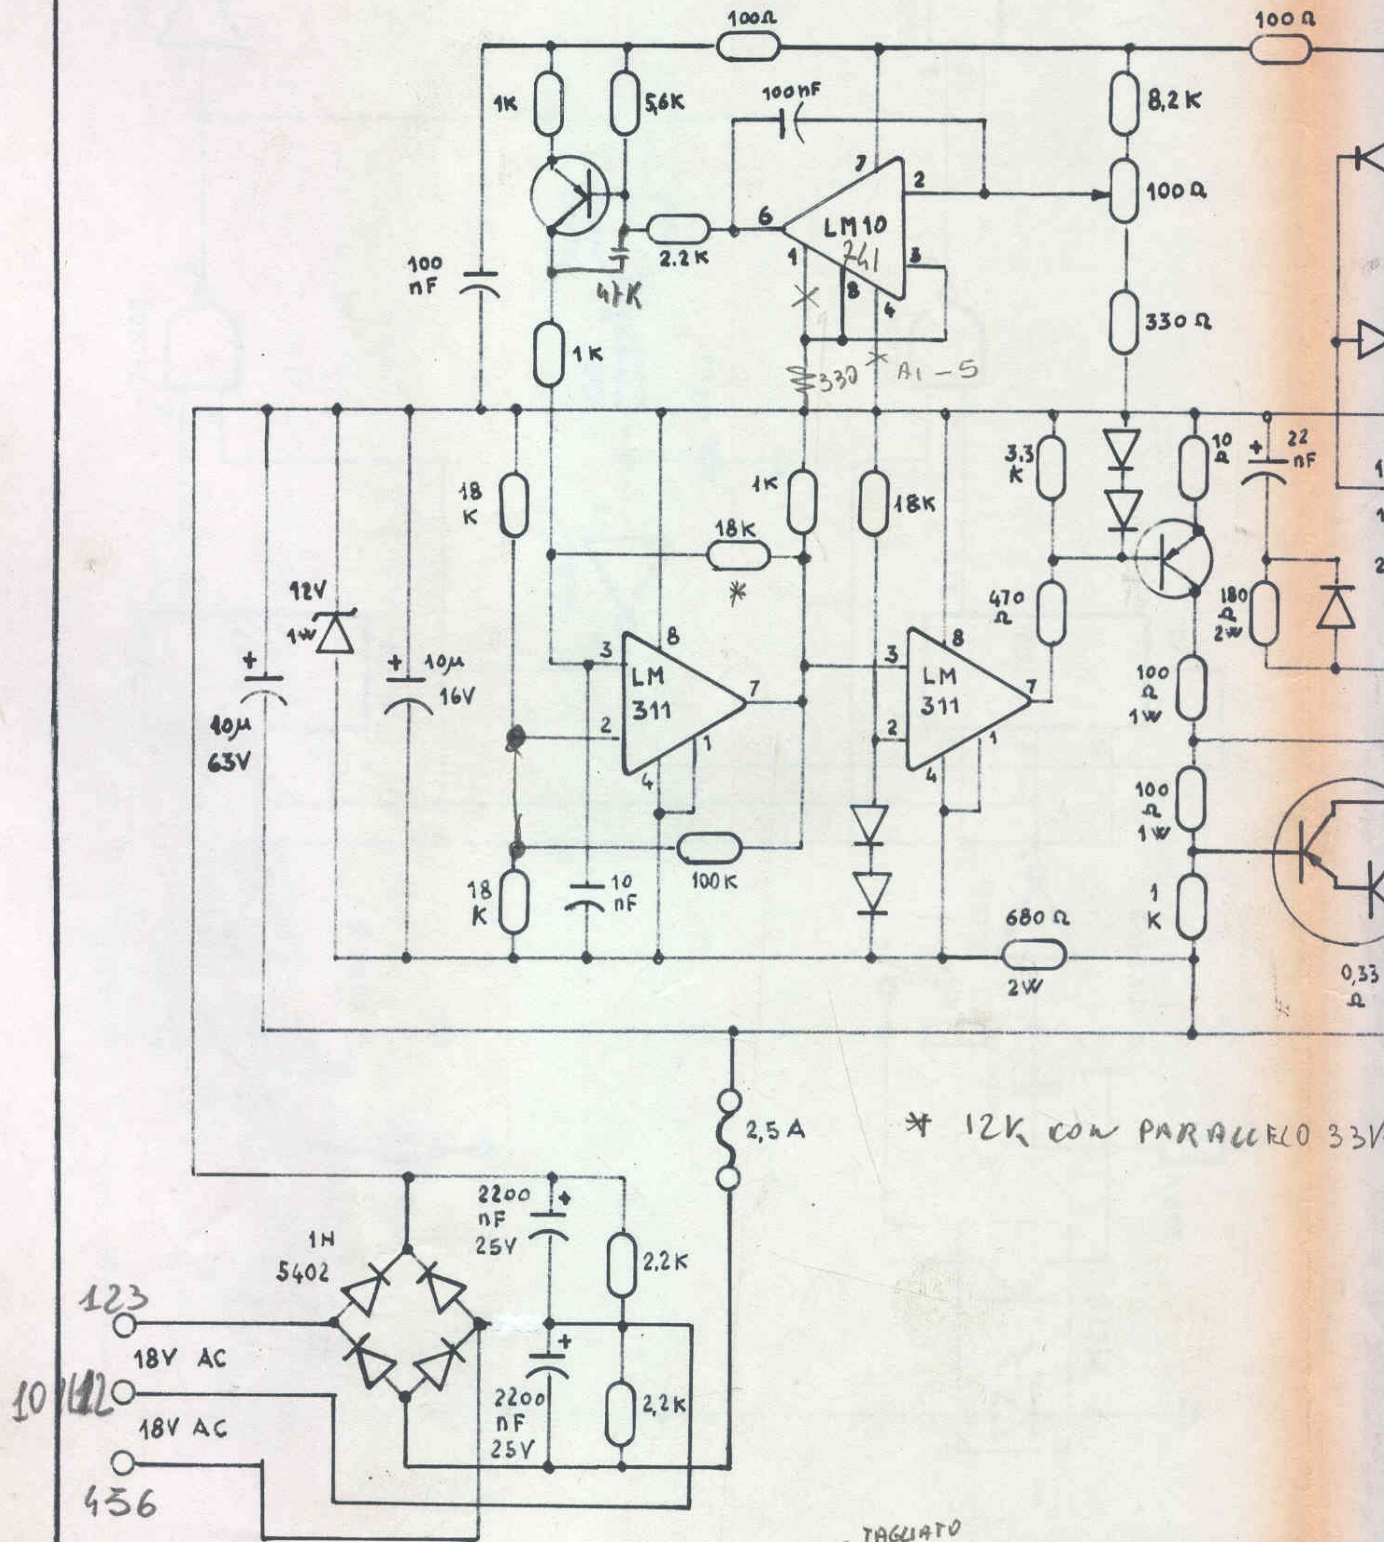 100Ω
100Ω
1K
5,6K
100nF
8,2K
7
2
100Ω
6
LM10
741
3
1
8
4
2.2K
47K
100
nF
330Ω
1K
330
A1-5
18
K
1K
18K
3.3
K
10
Ω
+
22
nF
18K
*
12V
1W
470
Ω
180
Ω
2W
+
10μ
63V
+
10μ
16V
3
8
LM
311
7
2
1
4
3
8
LM
311
7
2
1
4
100
Ω
1W
100
Ω
1W
1
K
18
K
10
nF
100K
680Ω
2W
0,33
Ω
1
1
2
2,5A
* 12K CON PARALLELO 33K
1N
5402
2200
nF
25V
+
2,2K
123
18V AC
+
2200
nF
25V
2,2K
18V AC
456
TAGLIATO